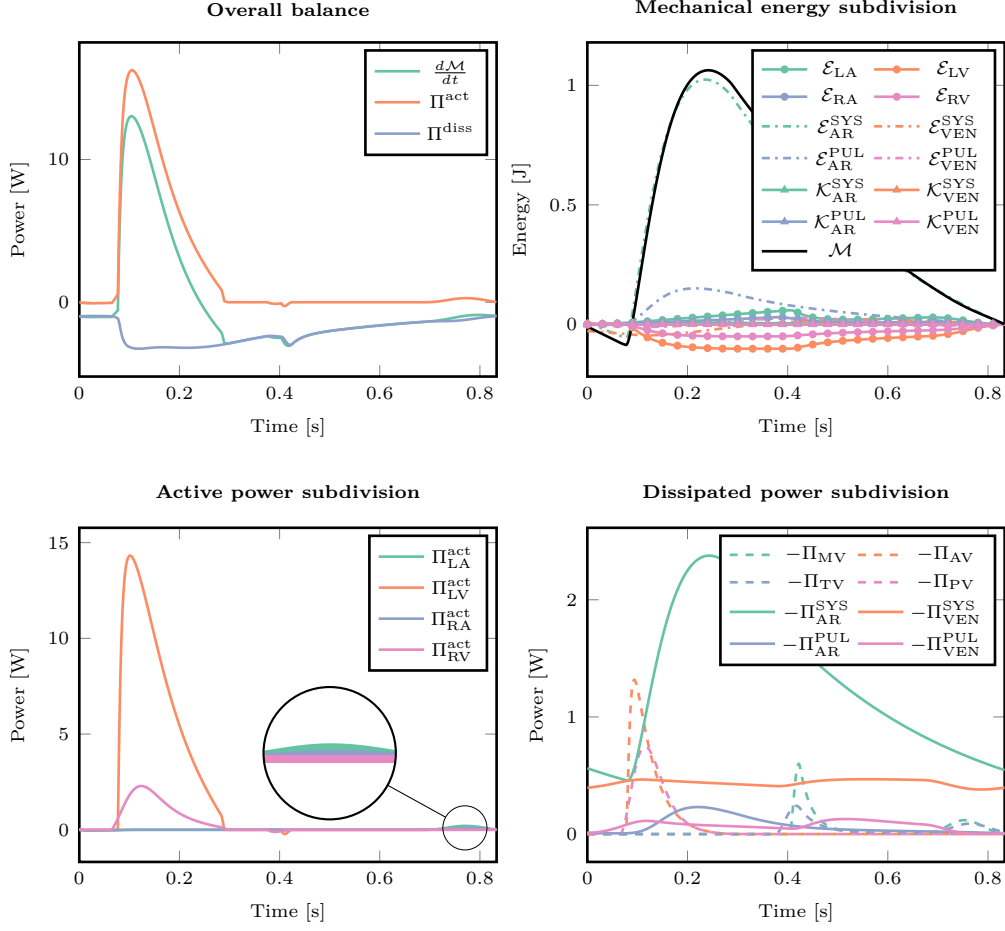 Overall balance
Power [W]
10
0
0
0.2
0.4
0.6
0.8
Time [s]
dM/dt
Π^act
Π^diss
Mechanical energy subdivision
Energy [J]
1
0.5
0
0
0.2
0.4
0.6
0.8
Time [s]
ℰ_LA ℰ_LV
ℰ_RA ℰ_RV
ℰ_AR^SYS ℰ_VEN^SYS
ℰ_AR^PUL ℰ_VEN^PUL
𝒦_AR^SYS 𝒦_VEN^SYS
𝒦_AR^PUL 𝒦_VEN^PUL
ℳ
Active power subdivision
Power [W]
15
10
5
0
0
0.2
0.4
0.6
0.8
Time [s]
Π_LA^act
Π_LV^act
Π_RA^act
Π_RV^act
Dissipated power subdivision
Power [W]
2
1
0
0
0.2
0.4
0.6
0.8
Time [s]
−Π_MV −Π_AV
−Π_TV −Π_PV
−Π_AR^SYS −Π_VEN^SYS
−Π_AR^PUL −Π_VEN^PUL